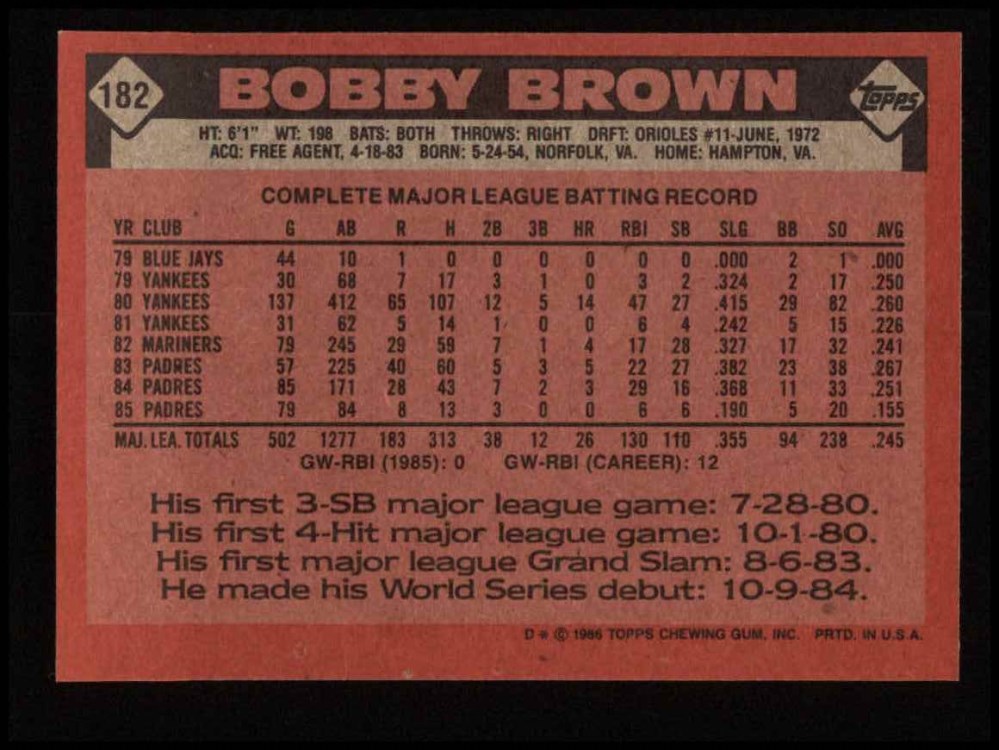 182 BOBBY BROWN Topps
HT: 6'1" WT: 198 BATS: BOTH THROWS: RIGHT DRFT: ORIOLES #11-JUNE, 1972
ACQ: FREE AGENT, 4-18-83 BORN: 5-24-54, NORFOLK, VA. HOME: HAMPTON, VA.
COMPLETE MAJOR LEAGUE BATTING RECORD
YR CLUB G AB R H 2B 3B HR RBI SB SLG BB SO AVG
79 BLUE JAYS 44 10 1 0 0 0 0 0 0 .000 2 1 .000
79 YANKEES 30 68 7 17 3 1 0 3 2 .324 2 17 .250
80 YANKEES 137 412 65 107 12 5 14 47 27 .415 29 82 .260
81 YANKEES 31 62 5 14 1 0 0 6 4 .242 5 15 .226
82 MARINERS 79 245 29 59 7 1 4 17 28 .327 17 32 .241
83 PADRES 57 225 40 60 5 3 5 22 27 .382 23 38 .267
84 PADRES 85 171 28 43 7 2 3 29 16 .368 11 33 .251
85 PADRES 79 84 8 13 3 0 0 6 6 .190 5 20 .155
MAJ. LEA. TOTALS 502 1277 183 313 38 12 26 130 110 .355 94 238 .245
GW-RBI (1985): 0 GW-RBI (CAREER): 12
His first 3-SB major league game: 7-28-80.
His first 4-Hit major league game: 10-1-80.
His first major league Grand Slam: 8-6-83.
He made his World Series debut: 10-9-84.
D * © 1986 TOPPS CHEWING GUM, INC. PRTD. IN U.S.A.